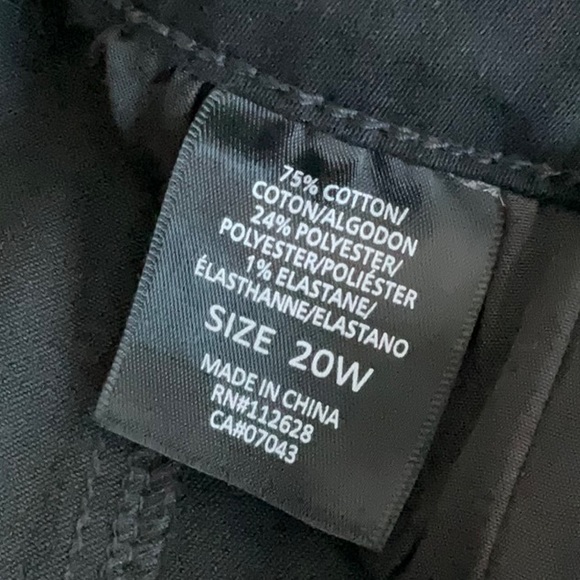 75% COTTON/
COTON/ALGODON
24% POLYESTER/
POLYESTER/POLIÉSTER
1% ELASTANE/
ÉLASTHANNE/ELASTANO
SIZE 20W
MADE IN CHINA
RN#112628
CA#07043